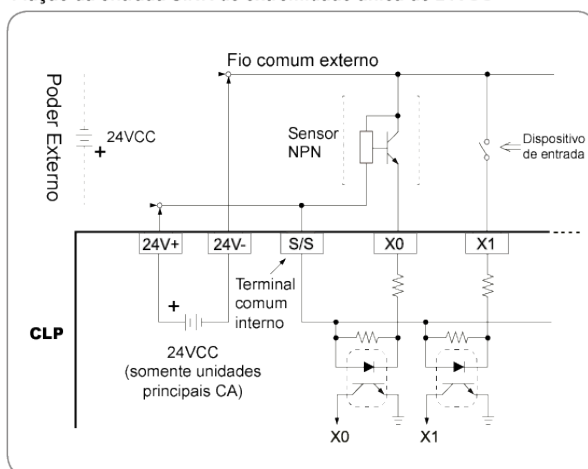 Fio comum externo
Poder Externo
24VCC
+
Sensor
NPN
Dispositivo
de entrada
24V+
24V-
S/S
X0
X1
Terminal
comum
interno
+
CLP
24VCC
(somente unidades
principais CA)
X0
X1